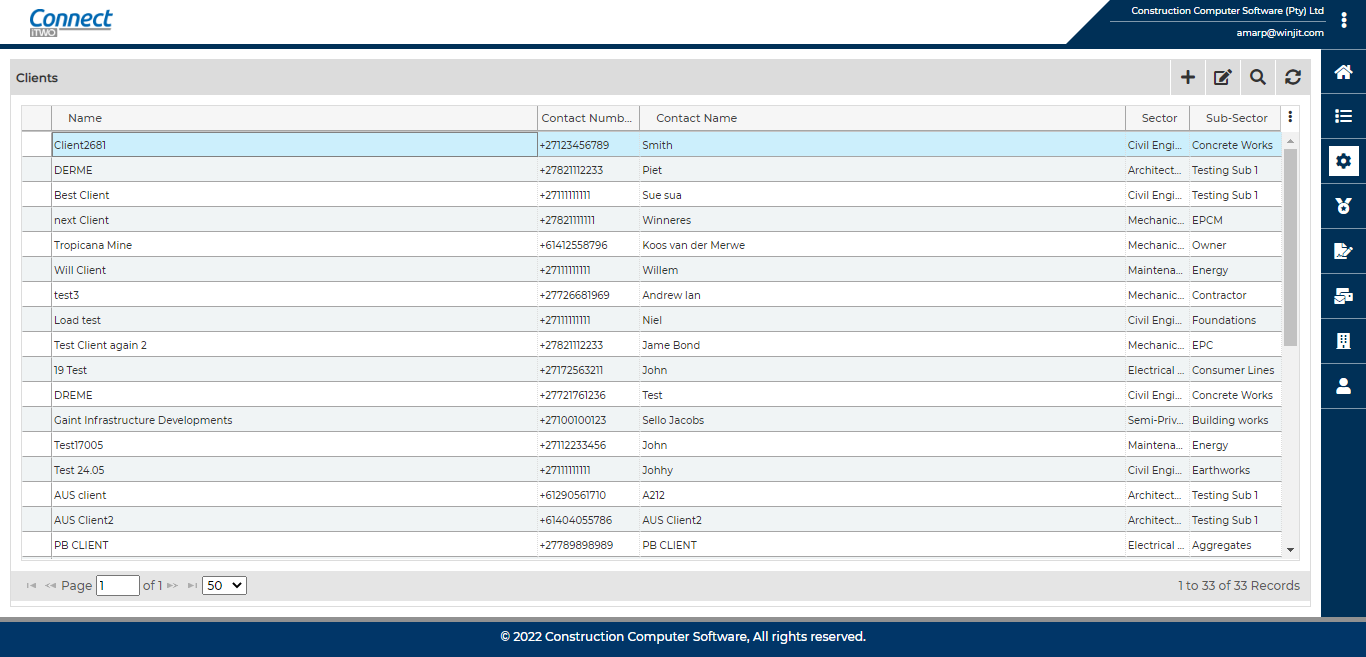 Connect
iTWO
Construction Computer Software (Pty) Ltd
amarp@winjit.com
Clients
Name Contact Numb... Contact Name Sector Sub-Sector
Client2681 +27123456789 Smith Civil Engi... Concrete Works
DERME +27821112233 Piet Architect... Testing Sub 1
Best Client +27111111111 Sue sua Civil Engi... Testing Sub 1
next Client +27821111111 Winneres Mechanic... EPCM
Tropicana Mine +61412558796 Koos van der Merwe Mechanic... Owner
Will Client +27111111111 Willem Maintena... Energy
test3 +27726681969 Andrew Ian Mechanic... Contractor
Load test +27111111111 Niel Civil Engi... Foundations
Test Client again 2 +27821112233 Jame Bond Mechanic... EPC
19 Test +27172563211 John Electrical ... Consumer Lines
DREME +27721761236 Test Civil Engi... Concrete Works
Gaint Infrastructure Developments +27100100123 Sello Jacobs Semi-Priv... Building works
Test17005 +27112233456 John Maintena... Energy
Test 24.05 +27111111111 Johhy Civil Engi... Earthworks
AUS client +61290561710 A212 Architect... Testing Sub 1
AUS Client2 +61404055786 AUS Client2 Architect... Testing Sub 1
PB CLIENT +27789898989 PB CLIENT Electrical ... Aggregates
Page 1 of 1 50 1 to 33 of 33 Records
© 2022 Construction Computer Software, All rights reserved.